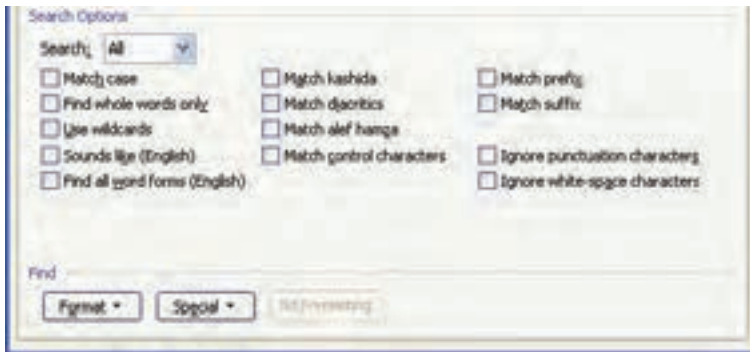 Search Options
Search: All
Match case Match kashida Match prefix
Find whole words only Match diacritics Match suffix
Use wildcards Match alef hamza
Sounds like (English) Match control characters Ignore punctuation characters
Find all word forms (English) Ignore white-space characters
Find
Format Special No Formatting